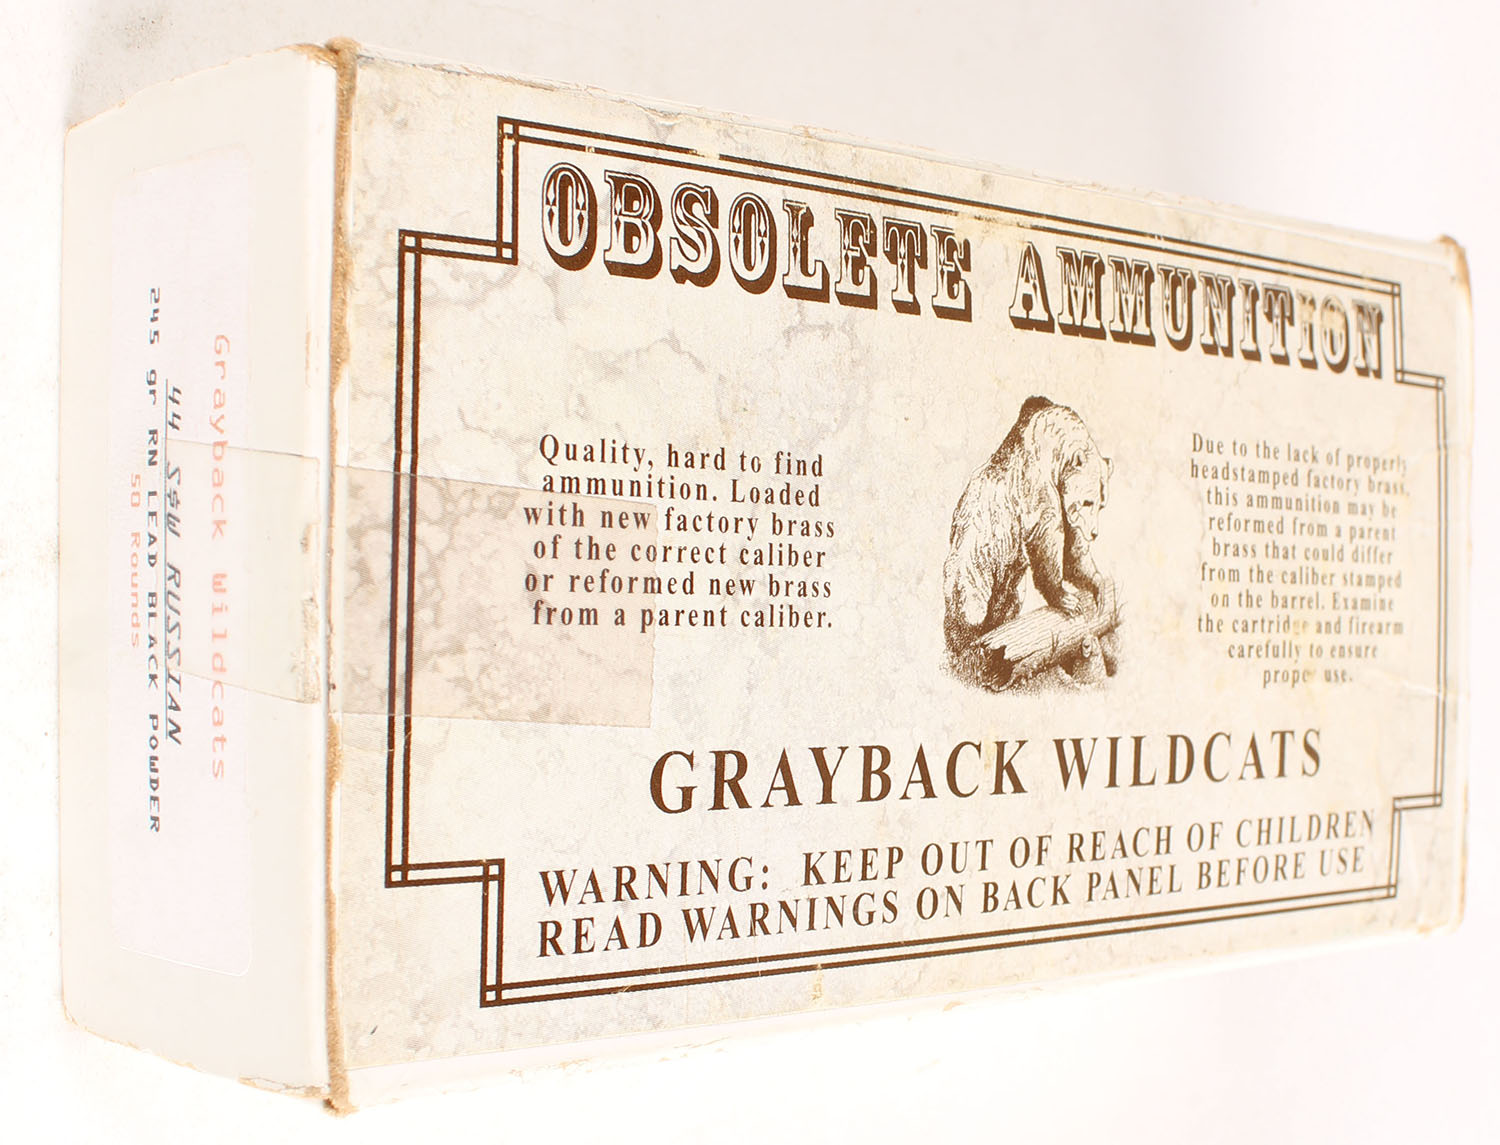 OBSOLETE AMMUNITION
Quality, hard to find
ammunition. Loaded
with new factory brass
of the correct caliber
or reformed new brass
from a parent caliber.
Due to the lack of properly
headstamped factory brass,
this ammunition may be
reformed from a parent
brass that could differ
from the caliber stamped
on the barrel. Examine
the cartridge and firearm
carefully to ensure
proper use.
GRAYBACK WILDCATS
WARNING: KEEP OUT OF REACH OF CHILDREN
READ WARNINGS ON BACK PANEL BEFORE USE
Grayback Wildcats
44 S&W RUSSIAN
245 gr RN LEAD BLACK POWDER
50 Rounds